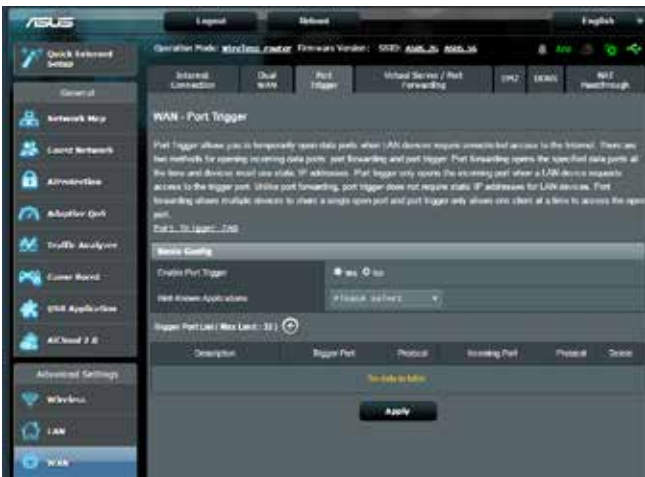 ASUS
Logout
Reboot
English
Quick Internet Setup
Operation Mode: Wireless router Firmware Version: SSID: ASUS_2G ASUS_5G
App
Internet Connection
Dual WAN
Port Trigger
Virtual Server / Port Forwarding
DMZ
DDNS
NAT Passthrough
General
Network Map
Guest Network
AiProtection
Adaptive QoS
Traffic Analyzer
Game Boost
USB Application
AiCloud 2.0
Advanced Settings
Wireless
LAN
WAN
WAN - Port Trigger
Port Trigger allows you to temporarily open data ports when LAN devices require unrestricted access to the Internet. There are
two methods for opening incoming data ports: port forwarding and port trigger. Port forwarding opens the specified data ports all
the time and devices must use static IP addresses. Port trigger only opens the incoming port when a LAN device requests
access to the trigger port. Unlike port forwarding, port trigger does not require static IP addresses for LAN devices. Port
forwarding allows multiple devices to share a single open port and port trigger only allows one client at a time to access the open
port.
Port Trigger FAQ
Basic Config
Enable Port Trigger
Yes No
Well-Known Applications
Please select
Trigger Port List ( Max Limit : 32 )
Description
Trigger Port
Protocol
Incoming Port
Protocol
Delete
No data in table.
Apply